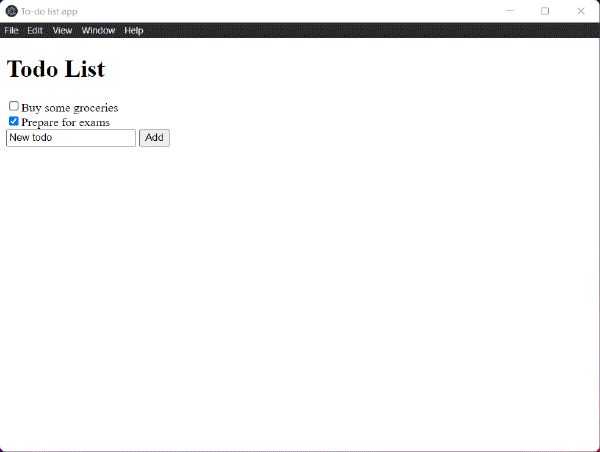 To-do list app
File Edit View Window Help
Todo List
Buy some groceries
Prepare for exams
New todo Add